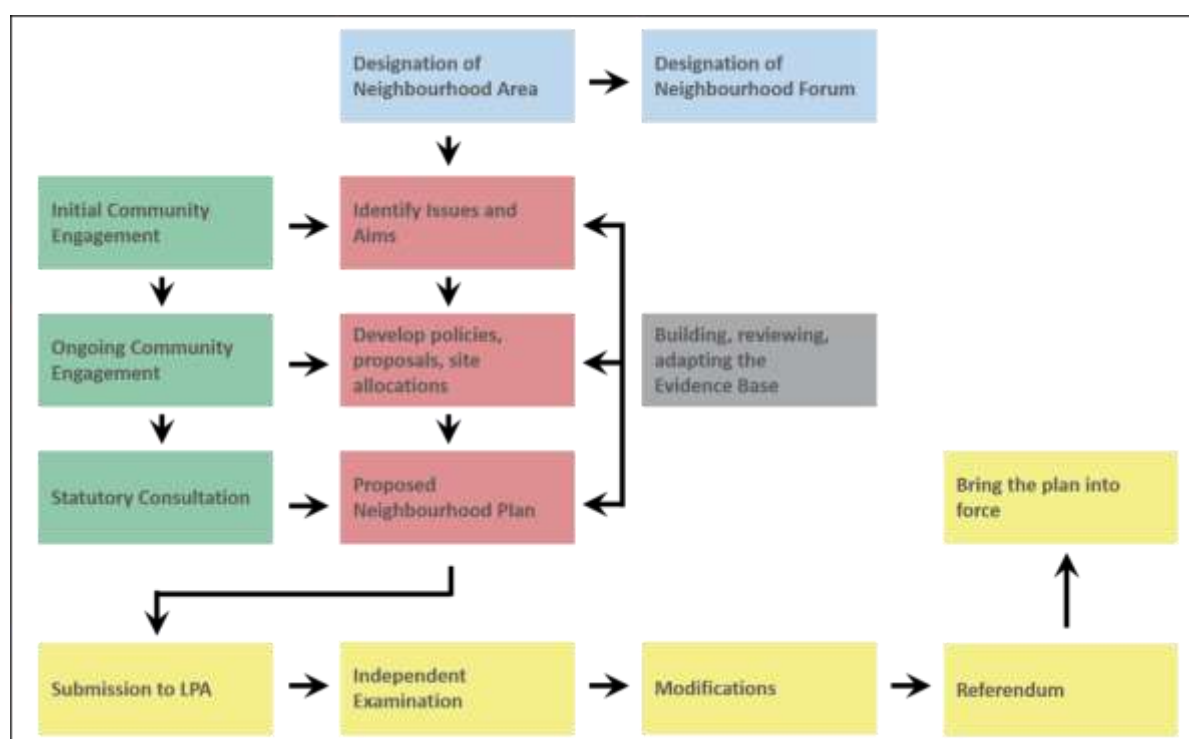 Designation of
Neighbourhood Area
Designation of
Neighbourhood Forum
Initial Community
Engagement
Identify Issues and
Aims
Ongoing Community
Engagement
Develop policies,
proposals, site
allocations
Building, reviewing,
adapting the
Evidence Base
Statutory Consultation
Proposed
Neighbourhood Plan
Bring the plan into
force
Submission to LPA
Independent
Examination
Modifications
Referendum